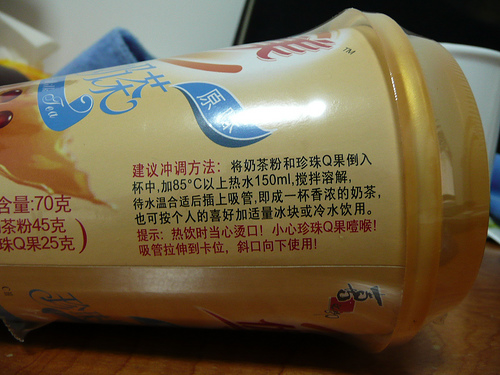 ™
奶茶
Tea
原味
建议冲调方法：将奶茶粉和珍珠Q果倒入
杯中,加85°C以上热水150ml,搅拌溶解,
待水温合适后插上吸管,即成一杯香浓的奶茶,
也可按个人的喜好加适量冰块或冷水饮用。
提示：热饮时当心烫口！小心珍珠Q果噎喉！
吸管拉伸到卡位，斜口向下使用！
含量:70克
茶粉45克
珠Q果25克)